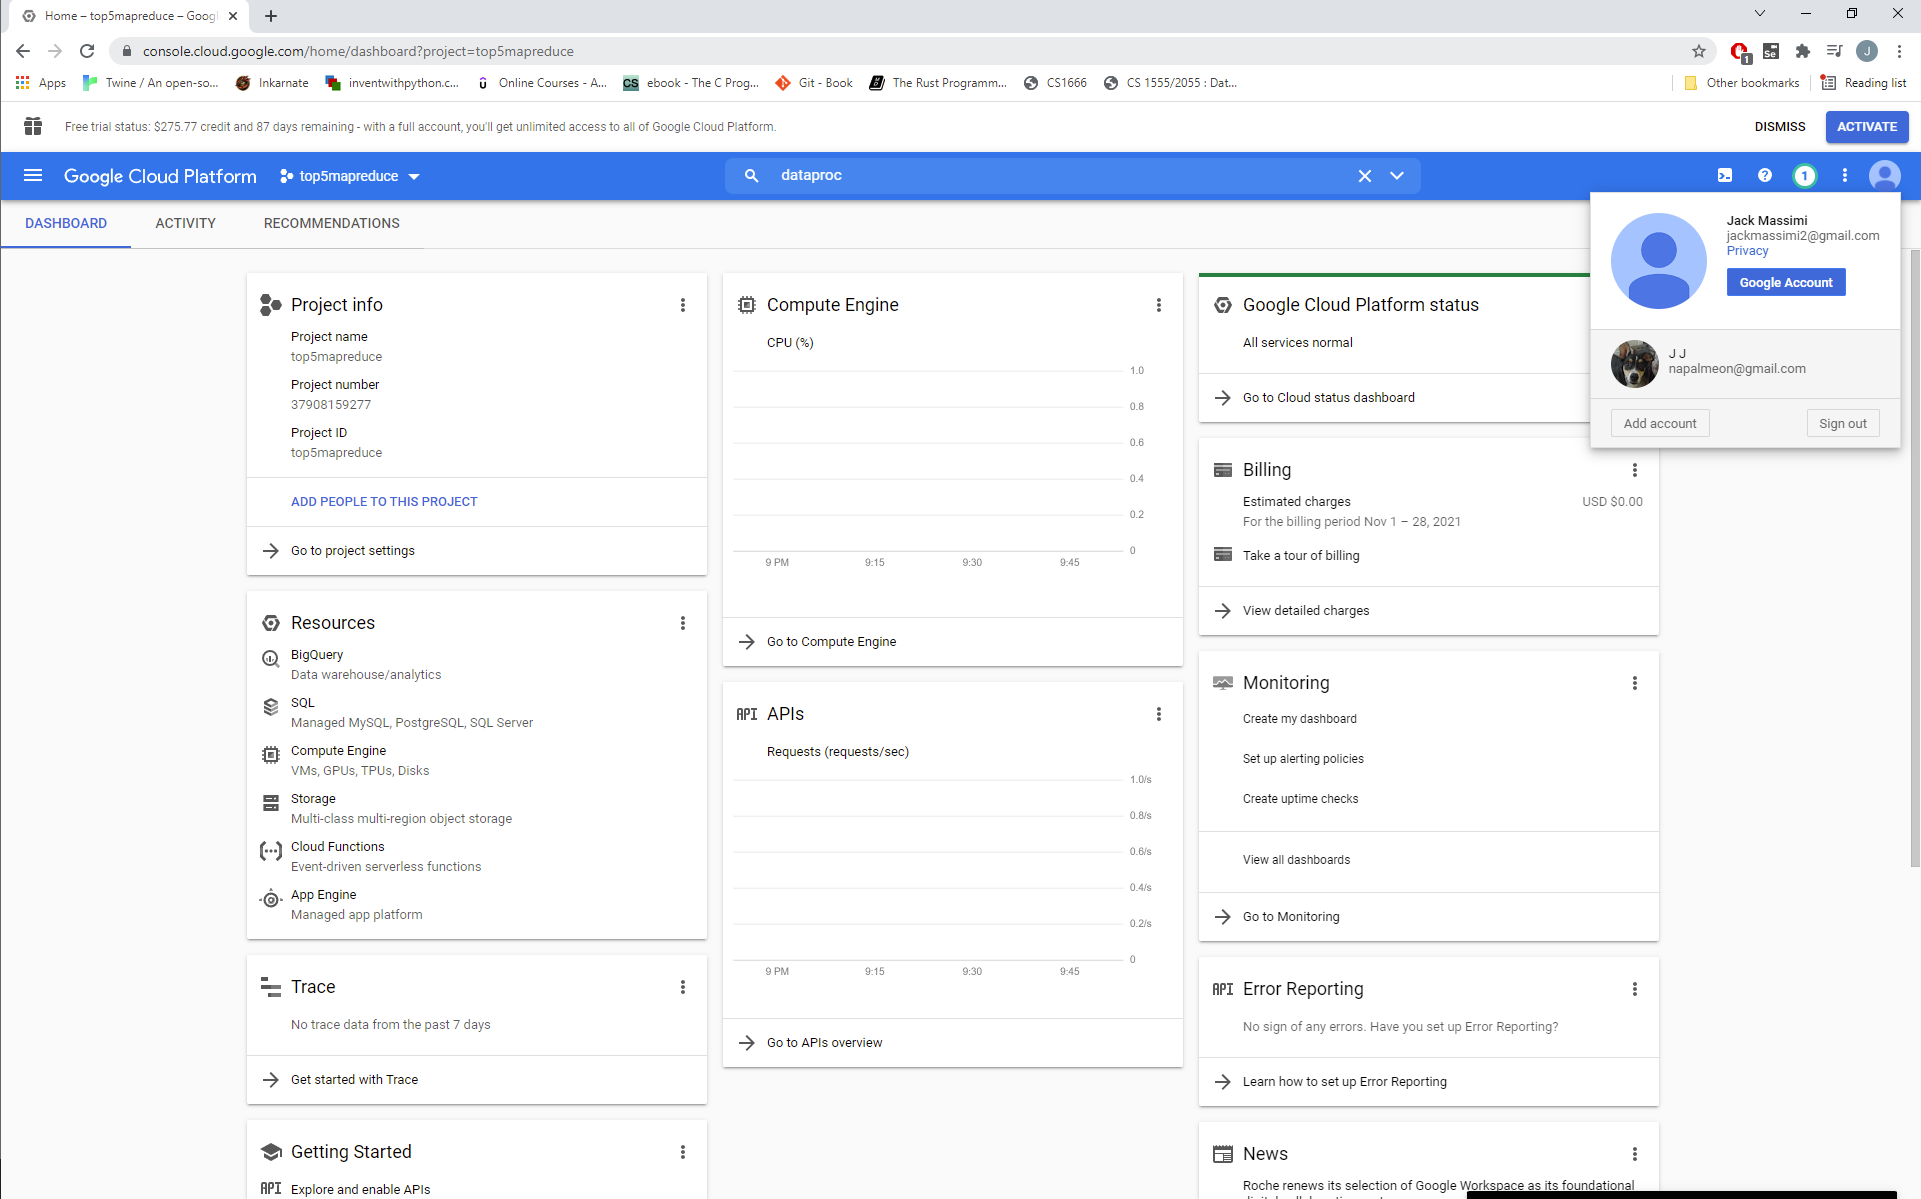 Home – top5mapreduce – Goog
console.cloud.google.com/home/dashboard?project=top5mapreduce
Se
1
J
Apps
Twine / An open-so...
Inkarnate
inventwithpython.c...
Online Courses - A...
CS
ebook - The C Prog...
Git - Book
The Rust Programm...
CS1666
CS 1555/2055 : Dat...
Other bookmarks
Reading list
Free trial status: $275.77 credit and 87 days remaining - with a full account, you'll get unlimited access to all of Google Cloud Platform.
DISMISS
ACTIVATE
Google Cloud Platform
top5mapreduce
dataproc
1
DASHBOARD
ACTIVITY
RECOMMENDATIONS
Jack Massimi
jackmassimi2@gmail.com
Privacy
Google Account
J J
napalmeon@gmail.com
Add account
Sign out
Project info
Project name
top5mapreduce
Project number
37908159277
Project ID
top5mapreduce
ADD PEOPLE TO THIS PROJECT
Go to project settings
Resources
BigQuery
Data warehouse/analytics
SQL
Managed MySQL, PostgreSQL, SQL Server
Compute Engine
VMs, GPUs, TPUs, Disks
Storage
Multi-class multi-region object storage
Cloud Functions
Event-driven serverless functions
App Engine
Managed app platform
Trace
No trace data from the past 7 days
Get started with Trace
Getting Started
API Explore and enable APIs
Compute Engine
CPU (%)
1.0
0.8
0.6
0.4
0.2
0
9 PM 9:15 9:30 9:45
Go to Compute Engine
API APIs
Requests (requests/sec)
1.0/s
0.8/s
0.6/s
0.4/s
0.2/s
0
9 PM 9:15 9:30 9:45
Go to APIs overview
Google Cloud Platform status
All services normal
Go to Cloud status dashboard
Billing
Estimated charges USD $0.00
For the billing period Nov 1 – 28, 2021
Take a tour of billing
View detailed charges
Monitoring
Create my dashboard
Set up alerting policies
Create uptime checks
View all dashboards
Go to Monitoring
API Error Reporting
No sign of any errors. Have you set up Error Reporting?
Learn how to set up Error Reporting
News
Roche renews its selection of Google Workspace as its foundational